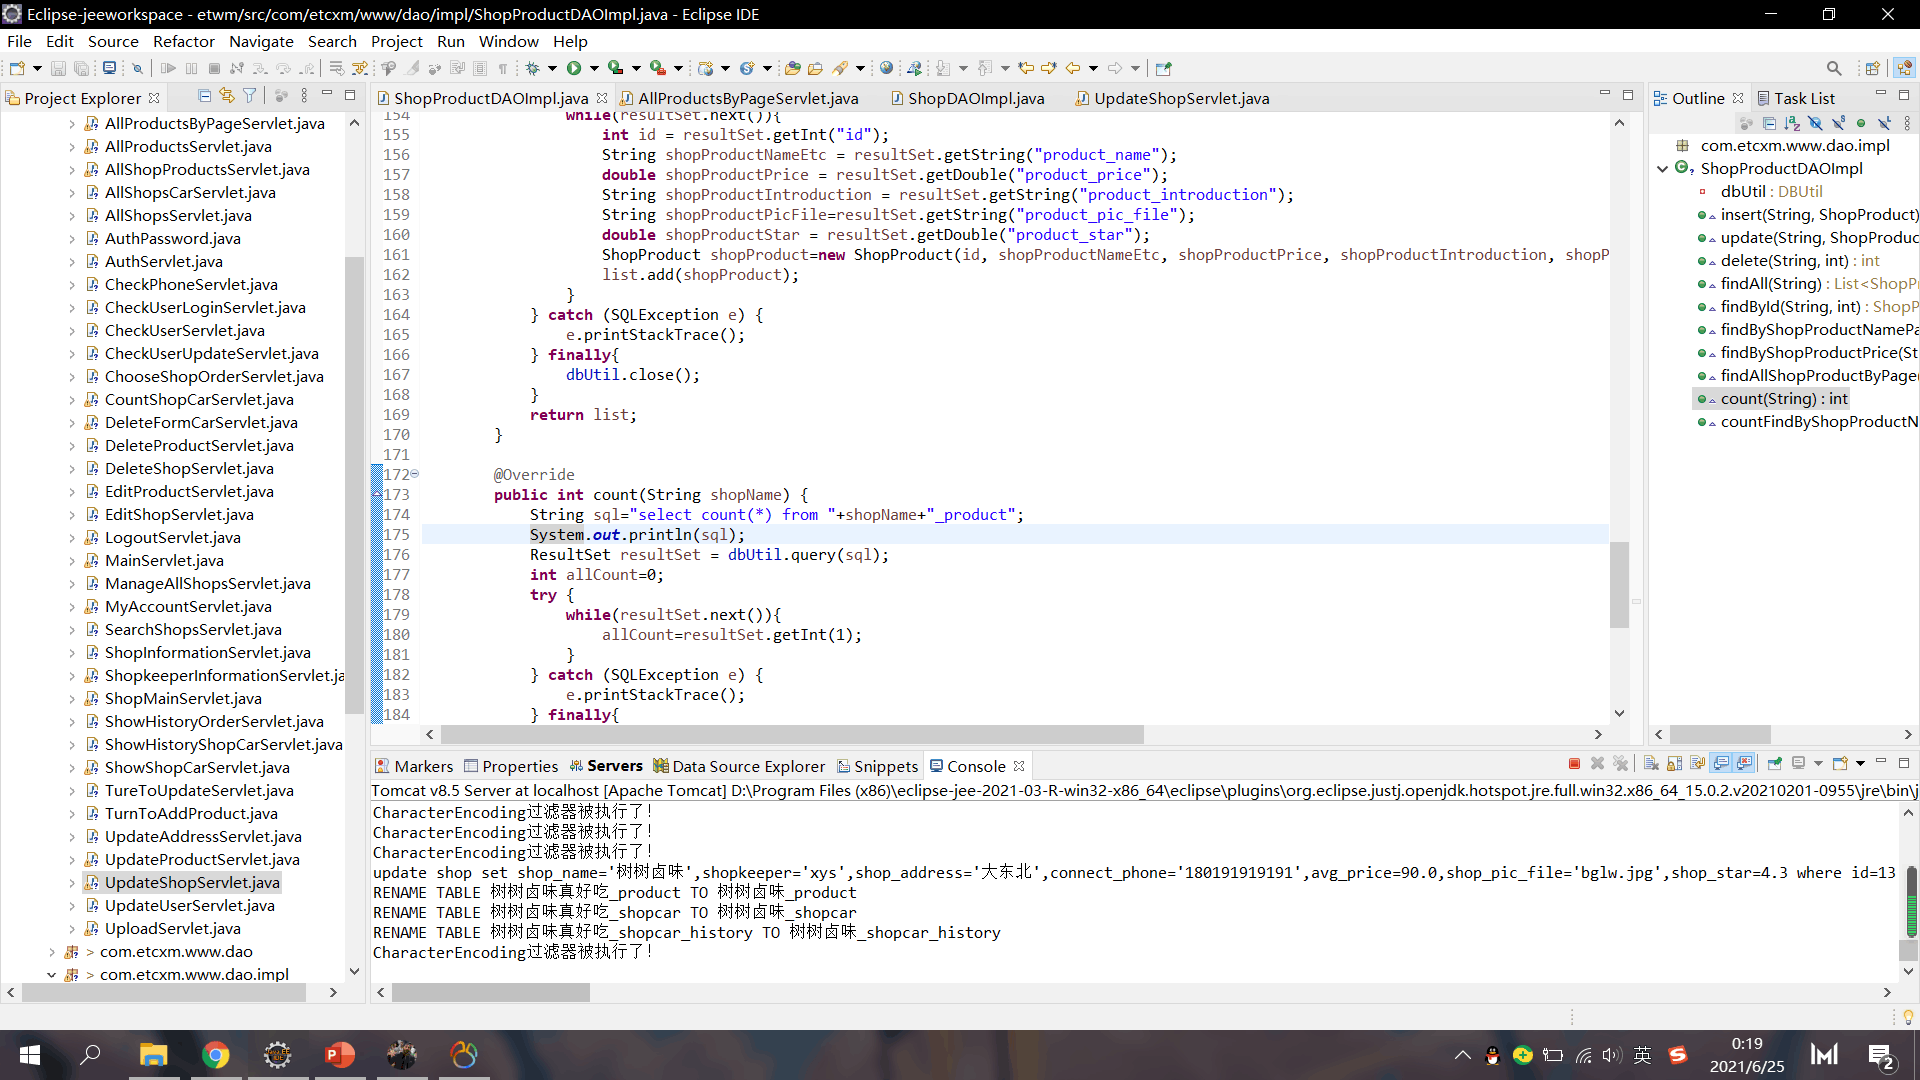 Eclipse-jeeworkspace - etwm/src/com/etcxm/www/dao/impl/ShopProductDAOImpl.java - Eclipse IDE
File Edit Source Refactor Navigate Search Project Run Window Help
Project Explorer
AllProductsByPageServlet.java
AllProductsServlet.java
AllShopProductsServlet.java
AllShopsCarServlet.java
AllShopsServlet.java
AuthPassword.java
AuthServlet.java
CheckPhoneServlet.java
CheckUserLoginServlet.java
CheckUserServlet.java
CheckUserUpdateServlet.java
ChooseShopOrderServlet.java
CountShopCarServlet.java
DeleteFormCarServlet.java
DeleteProductServlet.java
DeleteShopServlet.java
EditProductServlet.java
EditShopServlet.java
LogoutServlet.java
MainServlet.java
ManageAllShopsServlet.java
MyAccountServlet.java
SearchShopsServlet.java
ShopInformationServlet.java
ShopkeeperInformationServlet.ja
ShopMainServlet.java
ShowHistoryOrderServlet.java
ShowHistoryShopCarServlet.java
ShowShopCarServlet.java
TureToUpdateServlet.java
TurnToAddProduct.java
UpdateAddressServlet.java
UpdateProductServlet.java
UpdateShopServlet.java
UpdateUserServlet.java
UploadServlet.java
> com.etcxm.www.dao
> com.etcxm.www.dao.impl
ShopProductDAOImpl.java AllProductsByPageServlet.java ShopDAOImpl.java UpdateShopServlet.java
154 while(resultSet.next()){
155 int id = resultSet.getInt("id");
156 String shopProductNameEtc = resultSet.getString("product_name");
157 double shopProductPrice = resultSet.getDouble("product_price");
158 String shopProductIntroduction = resultSet.getString("product_introduction");
159 String shopProductPicFile=resultSet.getString("product_pic_file");
160 double shopProductStar = resultSet.getDouble("product_star");
161 ShopProduct shopProduct=new ShopProduct(id, shopProductNameEtc, shopProductPrice, shopProductIntroduction, shopP
162 list.add(shopProduct);
163 }
164 } catch (SQLException e) {
165 e.printStackTrace();
166 } finally{
167 dbUtil.close();
168 }
169 return list;
170 }
171
172 @Override
173 public int count(String shopName) {
174 String sql="select count(*) from "+shopName+"_product";
175 System.out.println(sql);
176 ResultSet resultSet = dbUtil.query(sql);
177 int allCount=0;
178 try {
179 while(resultSet.next()){
180 allCount=resultSet.getInt(1);
181 }
182 } catch (SQLException e) {
183 e.printStackTrace();
184 } finally{
Outline Task List
com.etcxm.www.dao.impl
ShopProductDAOImpl
dbUtil : DBUtil
insert(String, ShopProduct)
update(String, ShopProduc
delete(String, int) : int
findAll(String) : List<ShopP
findById(String, int) : ShopP
findByShopProductNamePa
findByShopProductPrice(St
findAllShopProductByPage(
count(String) : int
countFindByShopProductN
Markers Properties Servers Data Source Explorer Snippets Console
Tomcat v8.5 Server at localhost [Apache Tomcat] D:\Program Files (x86)\eclipse-jee-2021-03-R-win32-x86_64\eclipse\plugins\org.eclipse.justj.openjdk.hotspot.jre.full.win32.x86_64_15.0.2.v20210201-0955\jre\bin\j
CharacterEncoding过滤器被执行了!
CharacterEncoding过滤器被执行了!
CharacterEncoding过滤器被执行了!
update shop set shop_name='树树卤味',shopkeeper='xys',shop_address='大东北',connect_phone='180191919191',avg_price=90.0,shop_pic_file='bglw.jpg',shop_star=4.3 where id=13
RENAME TABLE 树树卤味真好吃_product TO 树树卤味_product
RENAME TABLE 树树卤味真好吃_shopcar TO 树树卤味_shopcar
RENAME TABLE 树树卤味真好吃_shopcar_history TO 树树卤味_shopcar_history
CharacterEncoding过滤器被执行了!
英
0:19
2021/6/25
2